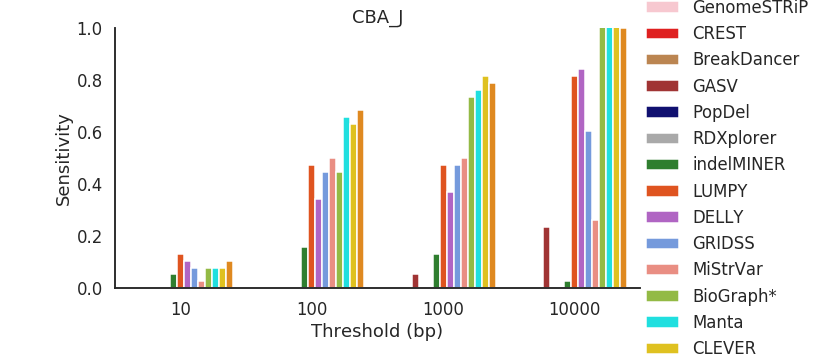 CBA_J
Sensitivity
1.0
0.8
0.6
0.4
0.2
0.0
10 100 1000 10000
Threshold (bp)
GenomeSTRiP
CREST
BreakDancer
GASV
PopDel
RDXplorer
indelMINER
LUMPY
DELLY
GRIDSS
MiStrVar
BioGraph*
Manta
CLEVER